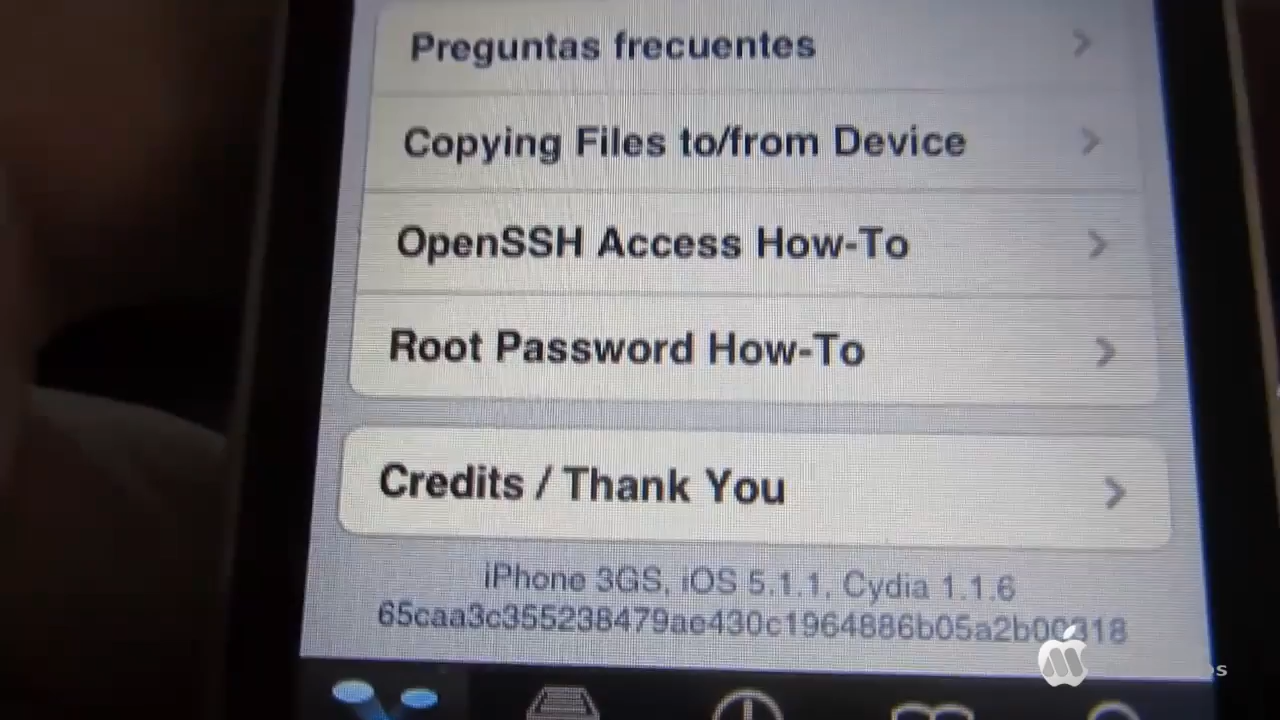 Preguntas frecuentes
Copying Files to/from Device
OpenSSH Access How-To
Root Password How-To
Credits / Thank You
iPhone 3GS, iOS 5.1.1, Cydia 1.1.6
65caa3c355238479ae430c1964886b05a2b00318